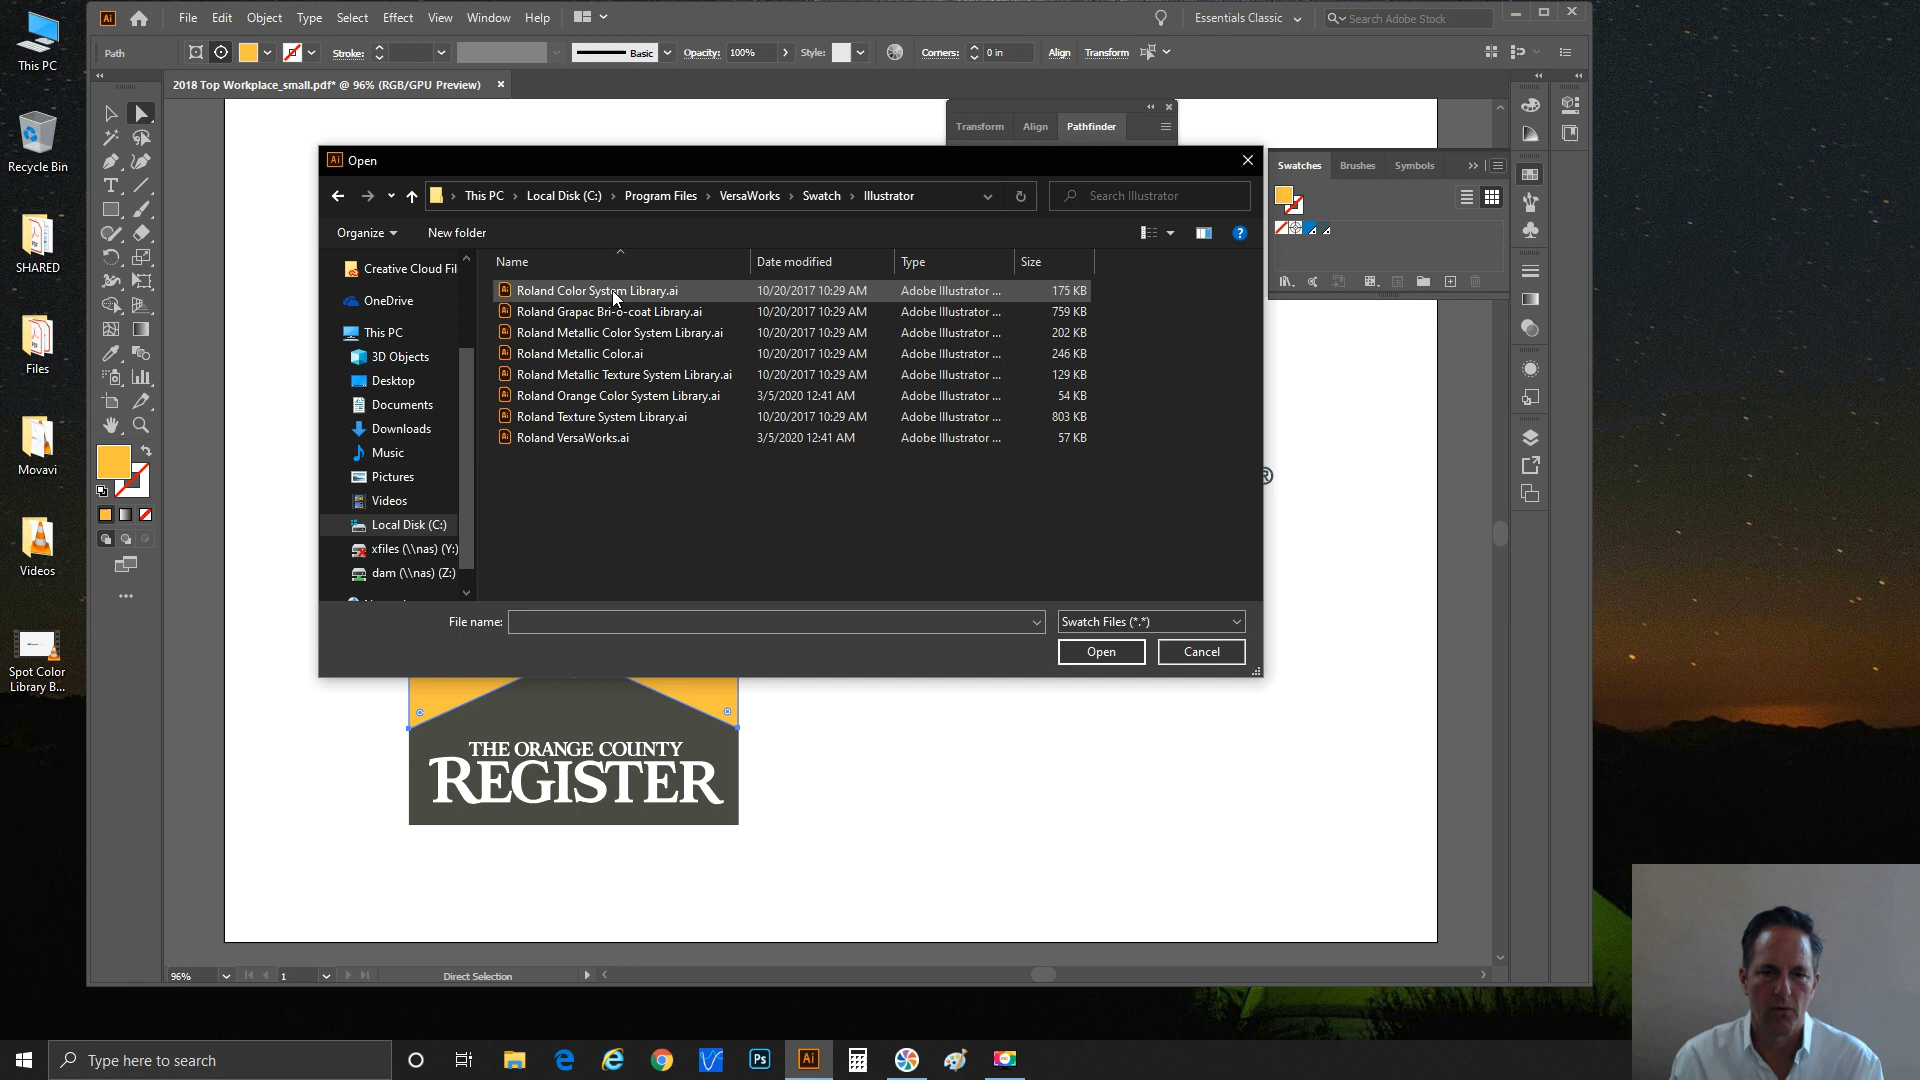 This PC
Recycle Bin
SHARED
Files
Movavi
Videos
Spot Color
Library B...
Ai
File Edit Object Type Select Effect View Window Help
Essentials Classic
Search Adobe Stock
Path
Stroke:
Basic
Opacity: 100%
Style:
Corners: 0 in
Align
Transform
2018 Top Workplace_small.pdf* @ 96% (RGB/GPU Preview)
Transform Align Pathfinder
Ai Open
This PC > Local Disk (C:) > Program Files > VersaWorks > Swatch > Illustrator
Search Illustrator
Organize New folder
Name Date modified Type Size
Roland Color System Library.ai 10/20/2017 10:29 AM Adobe Illustrator ... 175 KB
Roland Grapac Bri-o-coat Library.ai 10/20/2017 10:29 AM Adobe Illustrator ... 759 KB
Roland Metallic Color System Library.ai 10/20/2017 10:29 AM Adobe Illustrator ... 202 KB
Roland Metallic Color.ai 10/20/2017 10:29 AM Adobe Illustrator ... 246 KB
Roland Metallic Texture System Library.ai 10/20/2017 10:29 AM Adobe Illustrator ... 129 KB
Roland Orange Color System Library.ai 3/5/2020 12:41 AM Adobe Illustrator ... 54 KB
Roland Texture System Library.ai 10/20/2017 10:29 AM Adobe Illustrator ... 803 KB
Roland VersaWorks.ai 3/5/2020 12:41 AM Adobe Illustrator ... 57 KB
Creative Cloud Fil
OneDrive
This PC
3D Objects
Desktop
Documents
Downloads
Music
Pictures
Videos
Local Disk (C:)
xfiles (\\nas) (Y:)
dam (\\nas) (Z:)
File name:
Swatch Files (*.*)
Open Cancel
Swatches Brushes Symbols
®
THE ORANGE COUNTY
REGISTER
96% 1 Direct Selection
Type here to search
Ps
Ai